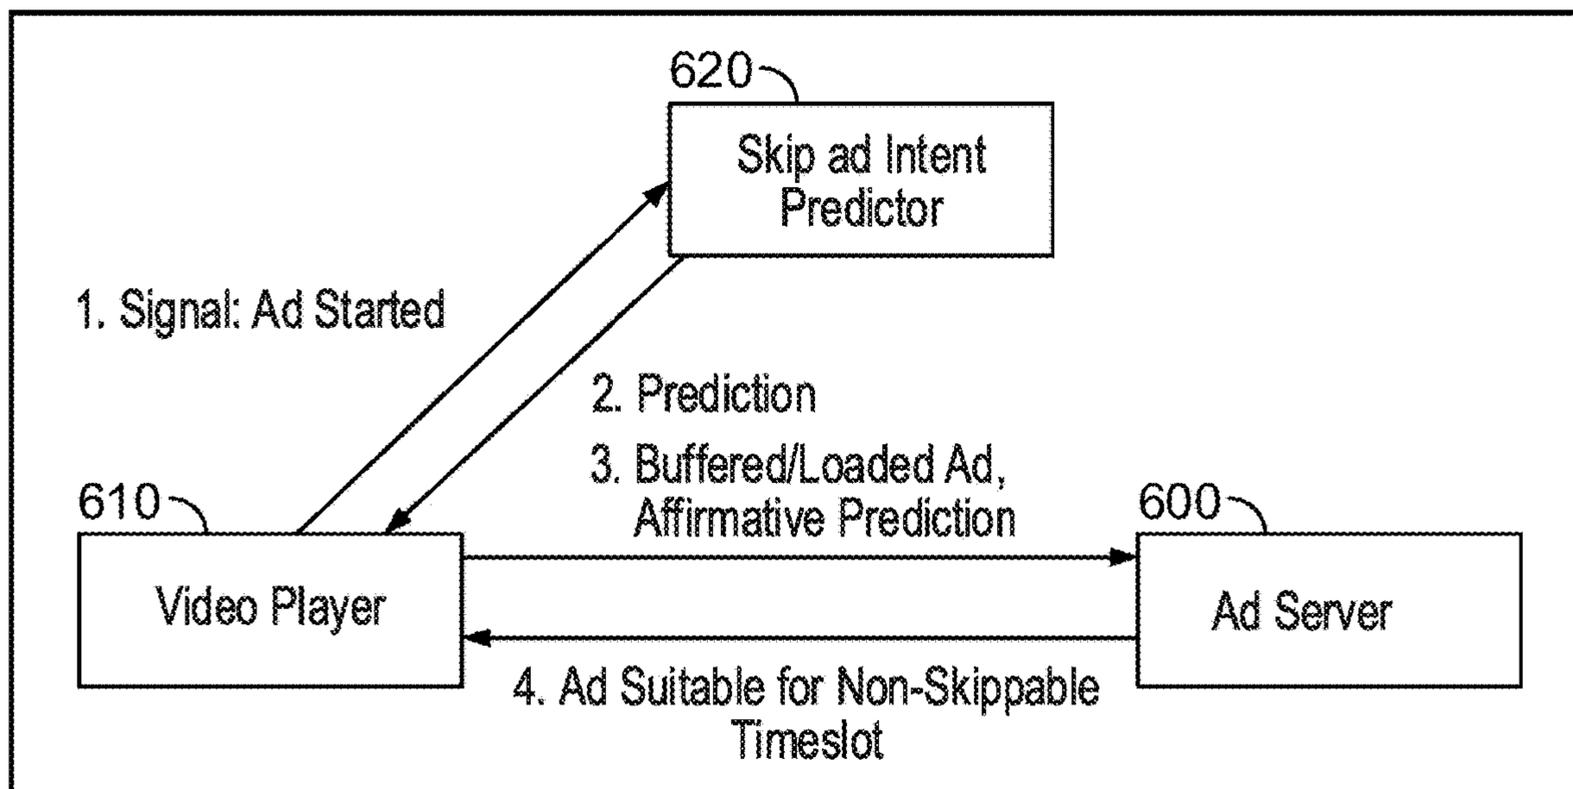 620
Skip ad Intent
Predictor
1. Signal: Ad Started
2. Prediction
3. Buffered/Loaded Ad,
Affirmative Prediction
610
600
Video Player
Ad Server
4. Ad Suitable for Non-Skippable
Timeslot